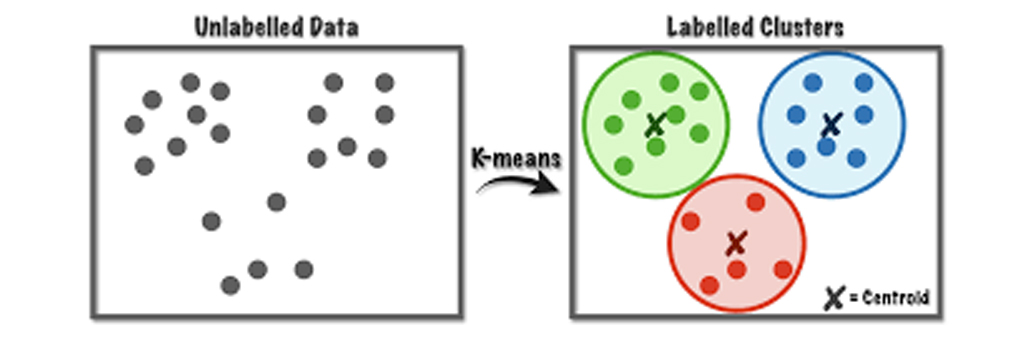 Unlabelled Data
Labelled Clusters
K-means
X = Centroid